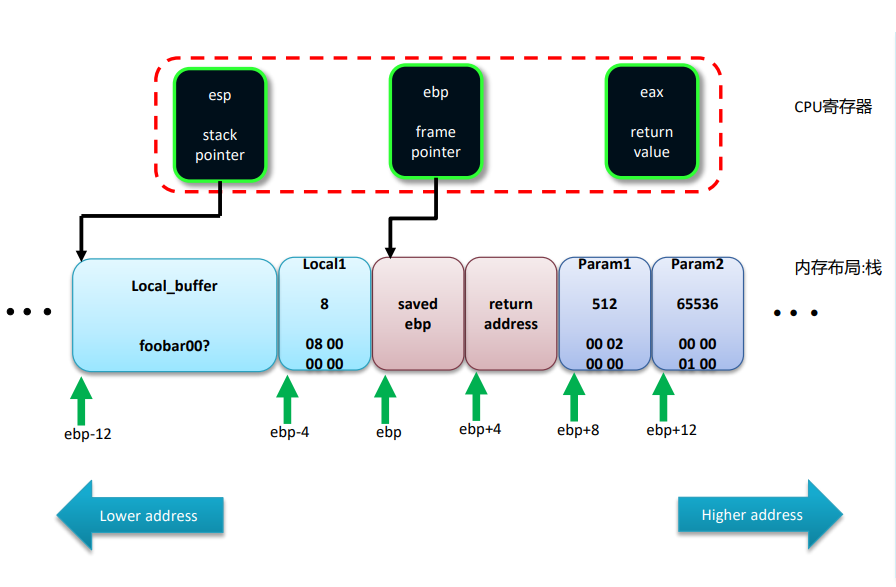 esp
stack
pointer
ebp
frame
pointer
eax
return
value
CPU寄存器
Local_buffer
foobar00?
Local1
8
08 00
00 00
saved
ebp
return
address
Param1
512
00 02
00 00
Param2
65536
00 00
01 00
内存布局:栈
ebp-12
ebp-4
ebp
ebp+4
ebp+8
ebp+12
Lower address
Higher address